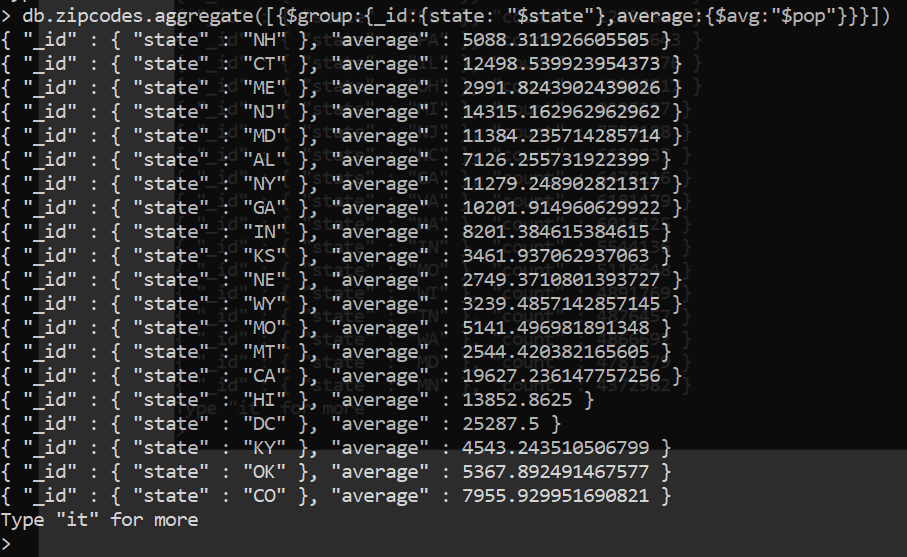 > db.zipcodes.aggregate([{$group:{_id:{state: "$state"},average:{$avg:"$pop"}}}])
{ "_id" : { "state" : "NH" }, "average" : 5088.311926605505 }
{ "_id" : { "state" : "CT" }, "average" : 12498.539923954373 }
{ "_id" : { "state" : "ME" }, "average" : 2991.8243902439026 }
{ "_id" : { "state" : "NJ" }, "average" : 14315.162962962962 }
{ "_id" : { "state" : "MD" }, "average" : 11384.235714285714 }
{ "_id" : { "state" : "AL" }, "average" : 7126.255731922399 }
{ "_id" : { "state" : "NY" }, "average" : 11279.248902821317 }
{ "_id" : { "state" : "GA" }, "average" : 10201.914960629922 }
{ "_id" : { "state" : "IN" }, "average" : 8201.384615384615 }
{ "_id" : { "state" : "KS" }, "average" : 3461.937062937063 }
{ "_id" : { "state" : "NE" }, "average" : 2749.3710801393727 }
{ "_id" : { "state" : "WY" }, "average" : 3239.4857142857145 }
{ "_id" : { "state" : "MO" }, "average" : 5141.496981891348 }
{ "_id" : { "state" : "MT" }, "average" : 2544.420382165605 }
{ "_id" : { "state" : "CA" }, "average" : 19627.236147757256 }
{ "_id" : { "state" : "HI" }, "average" : 13852.8625 }
{ "_id" : { "state" : "DC" }, "average" : 25287.5 }
{ "_id" : { "state" : "KY" }, "average" : 4543.243510506799 }
{ "_id" : { "state" : "OK" }, "average" : 5367.892491467577 }
{ "_id" : { "state" : "CO" }, "average" : 7955.929951690821 }
Type "it" for more
>